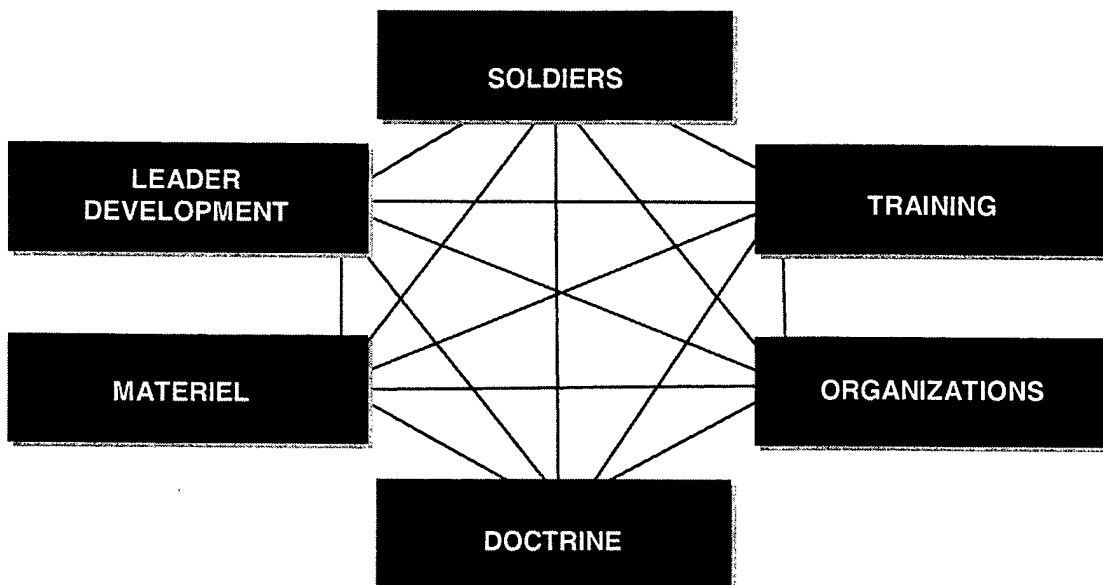 SOLDIERS
LEADER
DEVELOPMENT
TRAINING
MATERIEL
ORGANIZATIONS
DOCTRINE